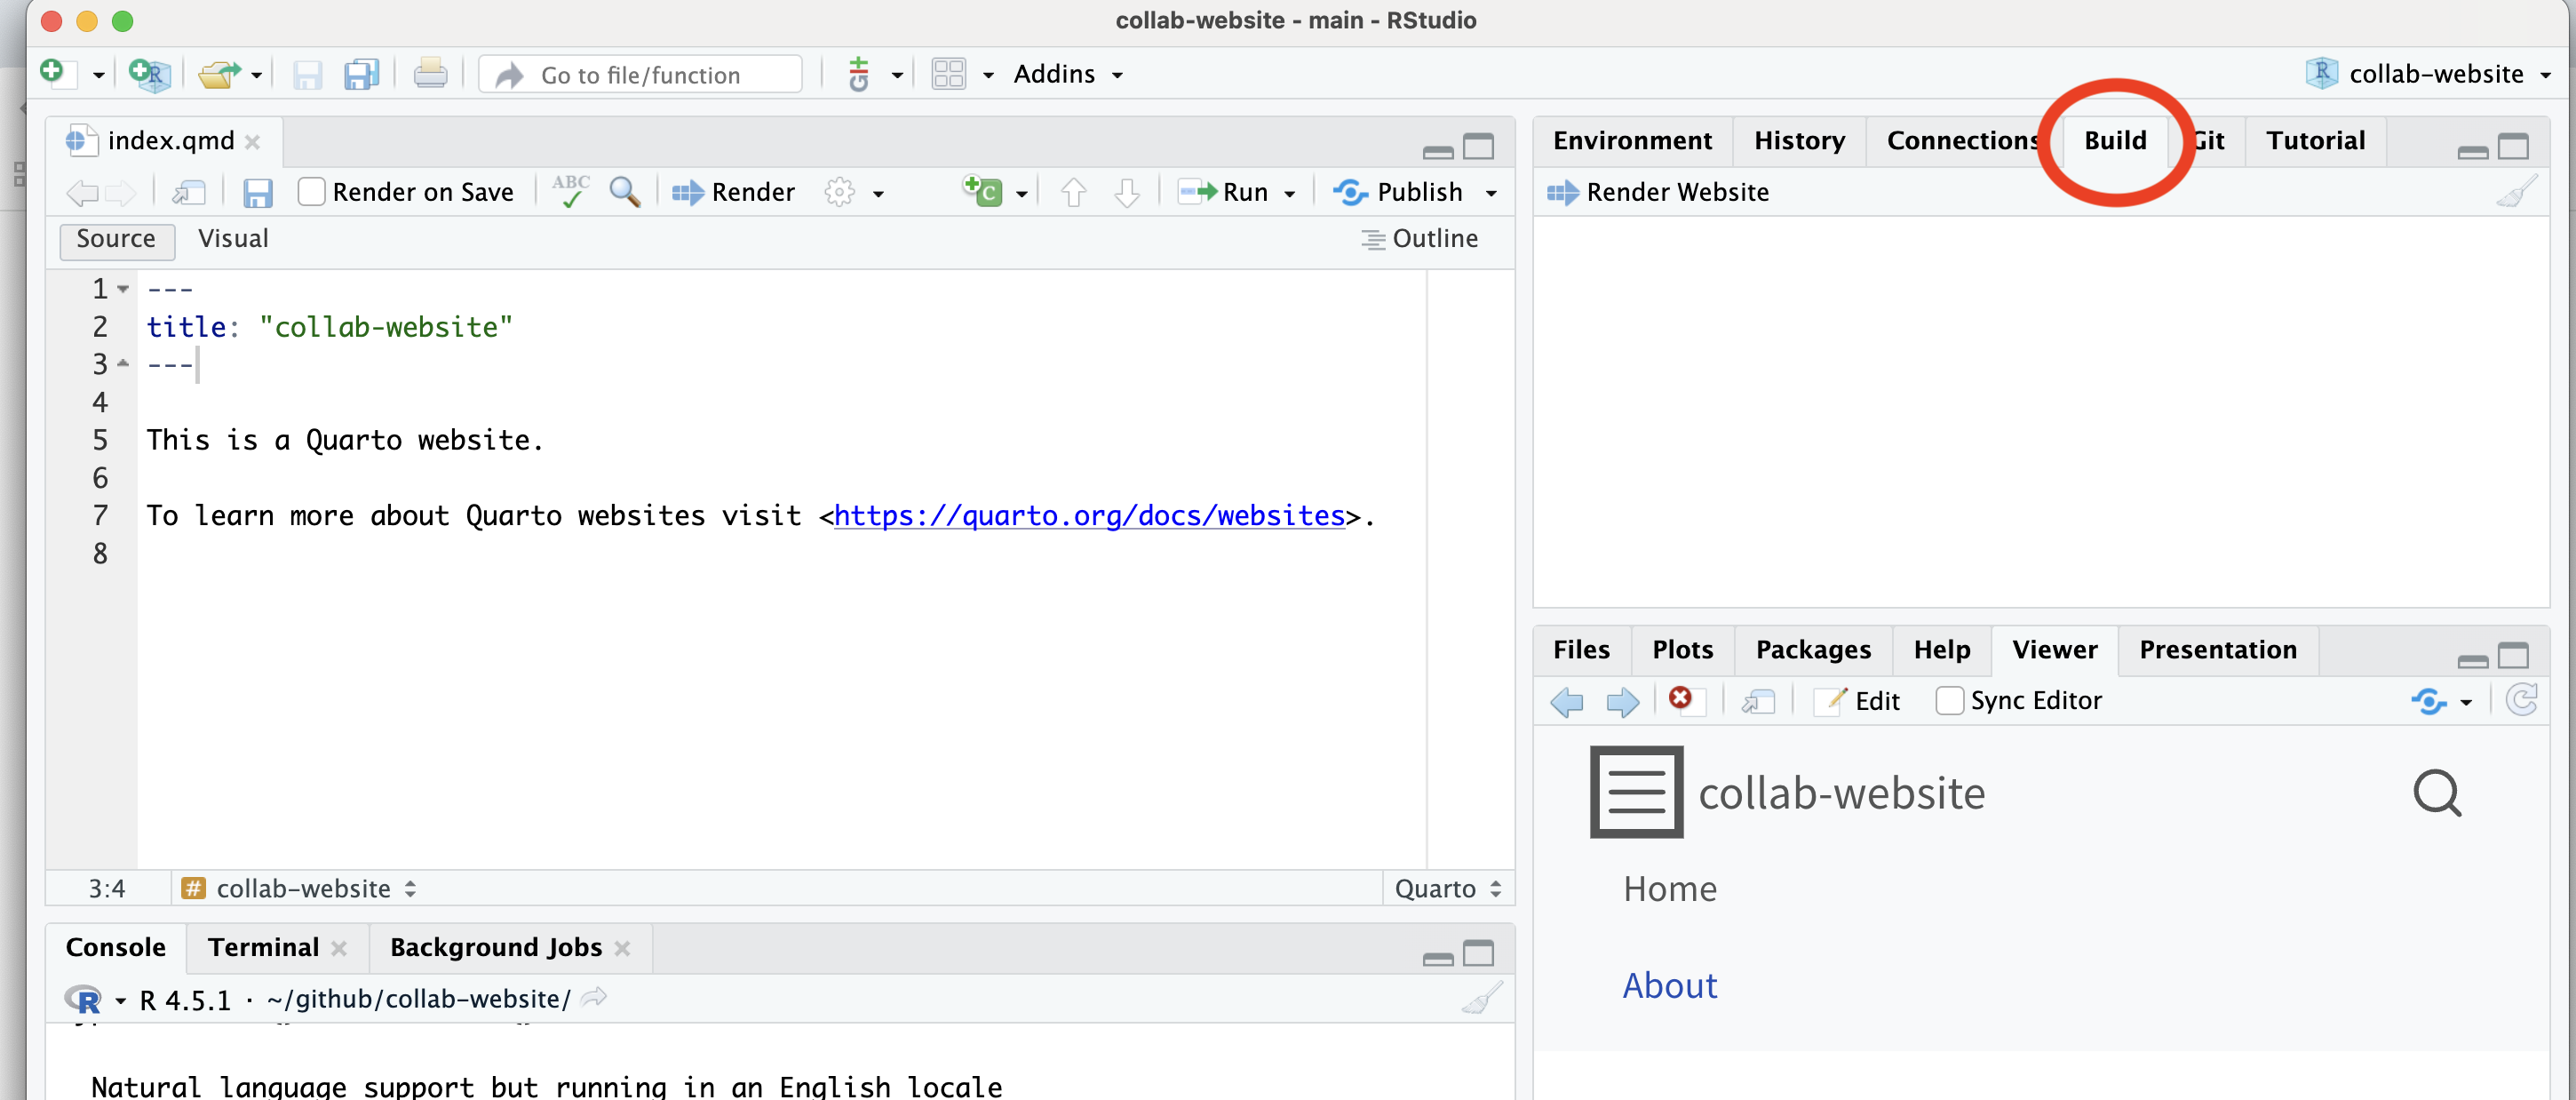 collab-website - main - RStudio
Go to file/function
Addins
collab-website
index.qmd
Render on Save
ABC
Render
Run
Publish
Source
Visual
Outline
1 ---
2 title: "collab-website"
3 ---
4
5 This is a Quarto website.
6
7 To learn more about Quarto websites visit <https://quarto.org/docs/websites>.
8
3:4
# collab-website
Quarto
Console
Terminal
Background Jobs
R 4.5.1 · ~/github/collab-website/
Natural language support but running in an English locale
Environment
History
Connections
Build
Git
Tutorial
Render Website
Files
Plots
Packages
Help
Viewer
Presentation
Edit
Sync Editor
collab-website
Home
About